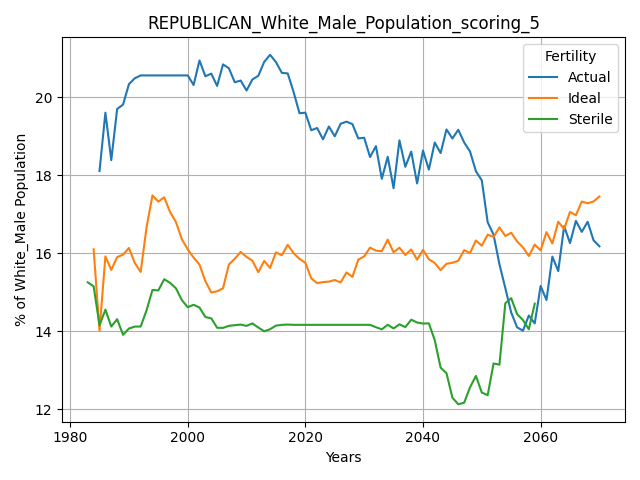 REPUBLICAN_White_Male_Population_scoring_5
Fertility
Actual
Ideal
Sterile
% of White_Male Population
20
18
16
14
12
1980
2000
2020
2040
2060
Years